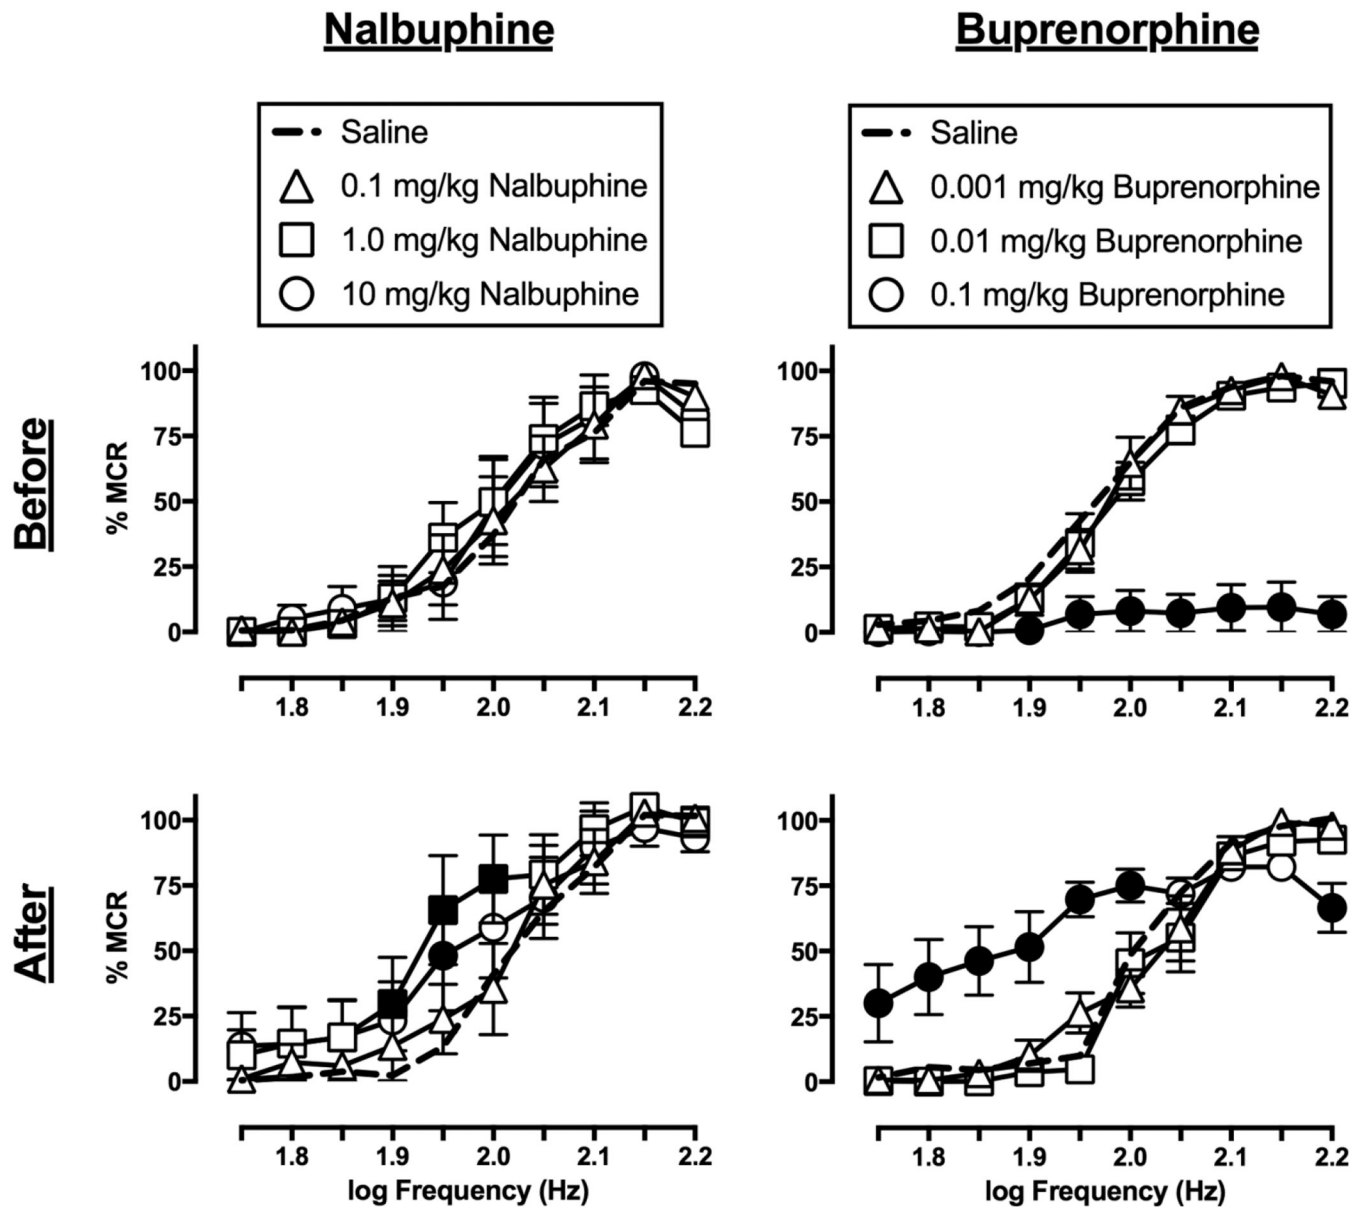 Nalbuphine
Buprenorphine
Saline
0.1 mg/kg Nalbuphine
1.0 mg/kg Nalbuphine
10 mg/kg Nalbuphine
Saline
0.001 mg/kg Buprenorphine
0.01 mg/kg Buprenorphine
0.1 mg/kg Buprenorphine
Before
% MCR
100
75
50
25
0
1.8 1.9 2.0 2.1 2.2
100
75
50
25
0
1.8 1.9 2.0 2.1 2.2
After
% MCR
100
75
50
25
0
1.8 1.9 2.0 2.1 2.2
log Frequency (Hz)
100
75
50
25
0
1.8 1.9 2.0 2.1 2.2
log Frequency (Hz)